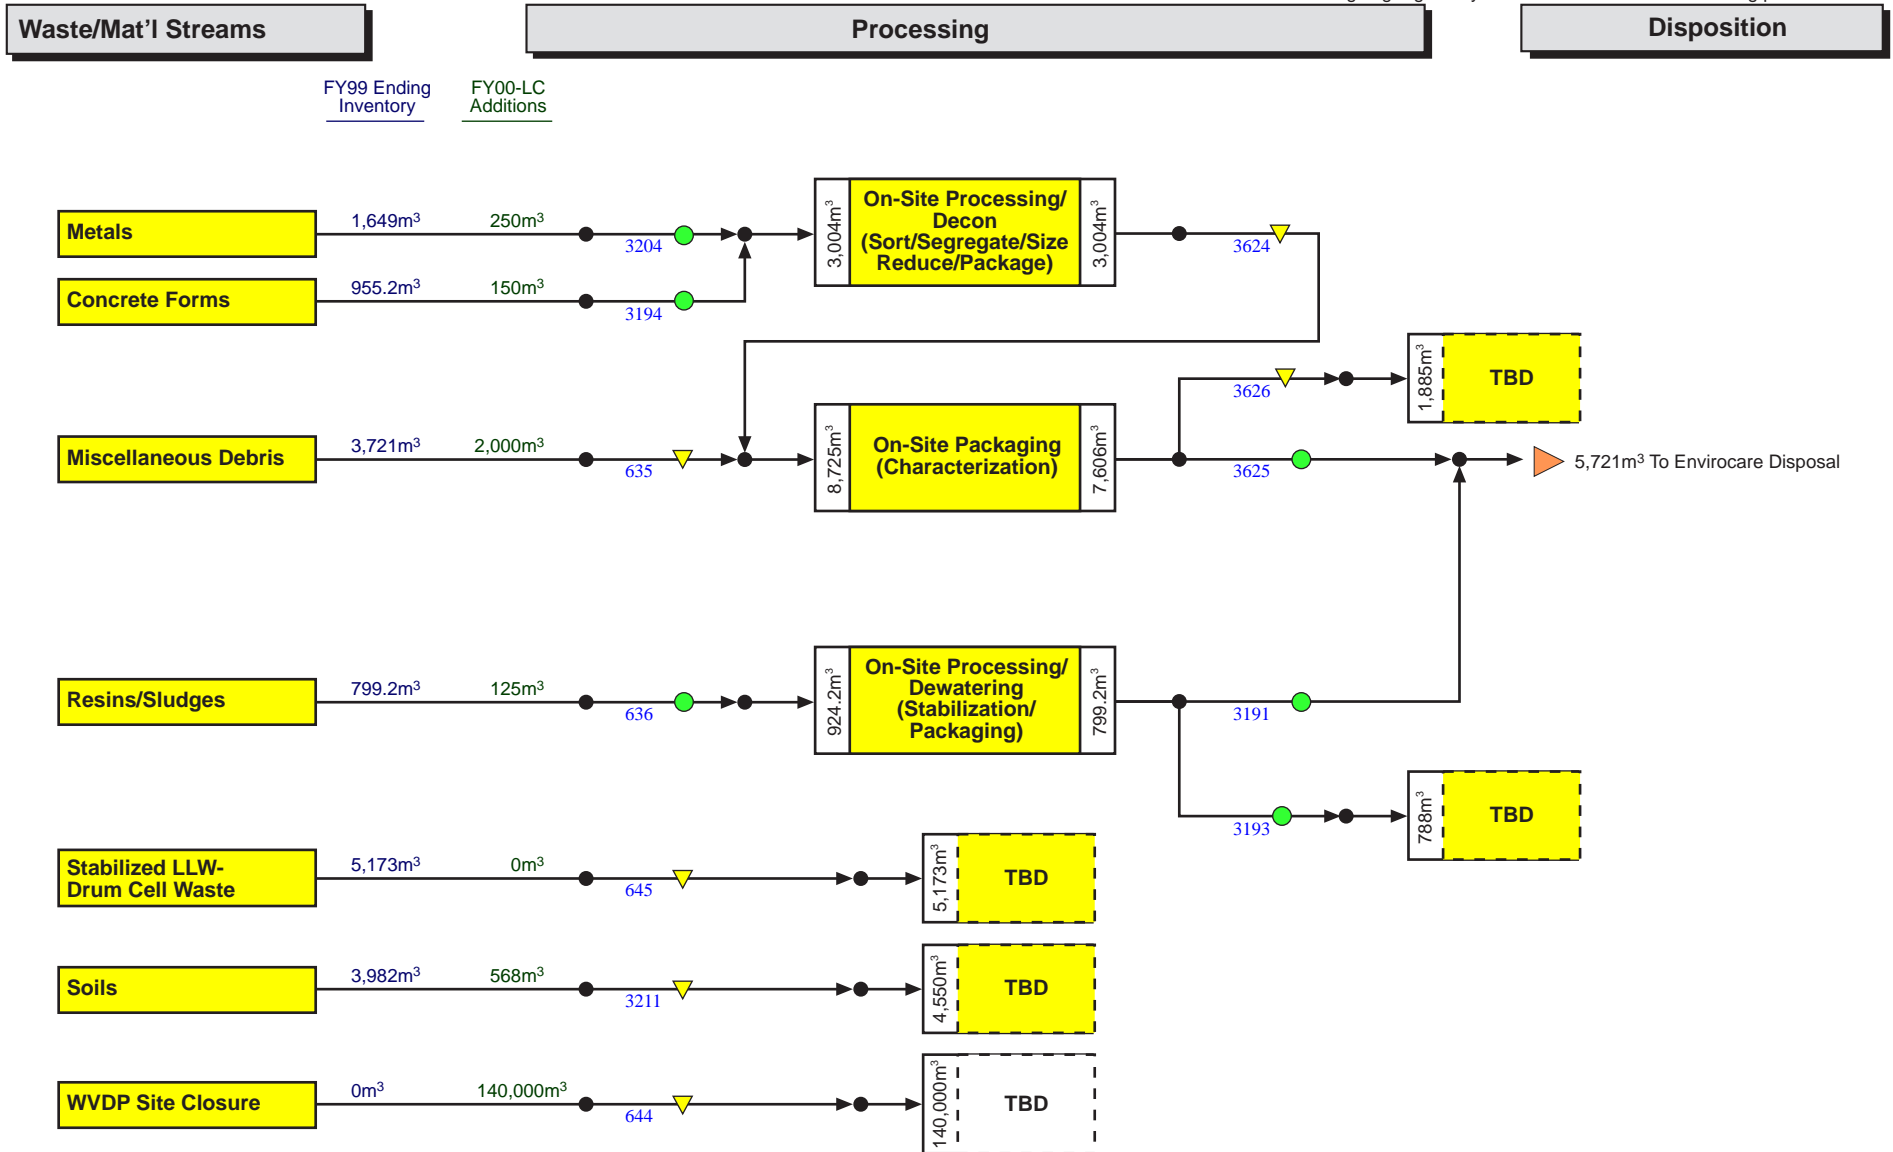 Waste/Mat'l Streams
Processing
Disposition
FY99 Ending
Inventory
FY00-LC
Additions
Metals
1,649m³
250m³
3204
3,004m³
On-Site Processing/
Decon
(Sort/Segregate/Size
Reduce/Package)
3,004m³
3624
Concrete Forms
955.2m³
150m³
3194
Miscellaneous Debris
3,721m³
2,000m³
635
8,725m³
On-Site Packaging
(Characterization)
7,606m³
3626
1,885m³
TBD
3625
5,721m³ To Envirocare Disposal
Resins/Sludges
799.2m³
125m³
636
924.2m³
On-Site Processing/
Dewatering
(Stabilization/
Packaging)
799.2m³
3191
3193
788m³
TBD
Stabilized LLW-
Drum Cell Waste
5,173m³
0m³
645
5,173m³
TBD
Soils
3,982m³
568m³
3211
4,550m³
TBD
WVDP Site Closure
0m³
140,000m³
644
140,000m³
TBD